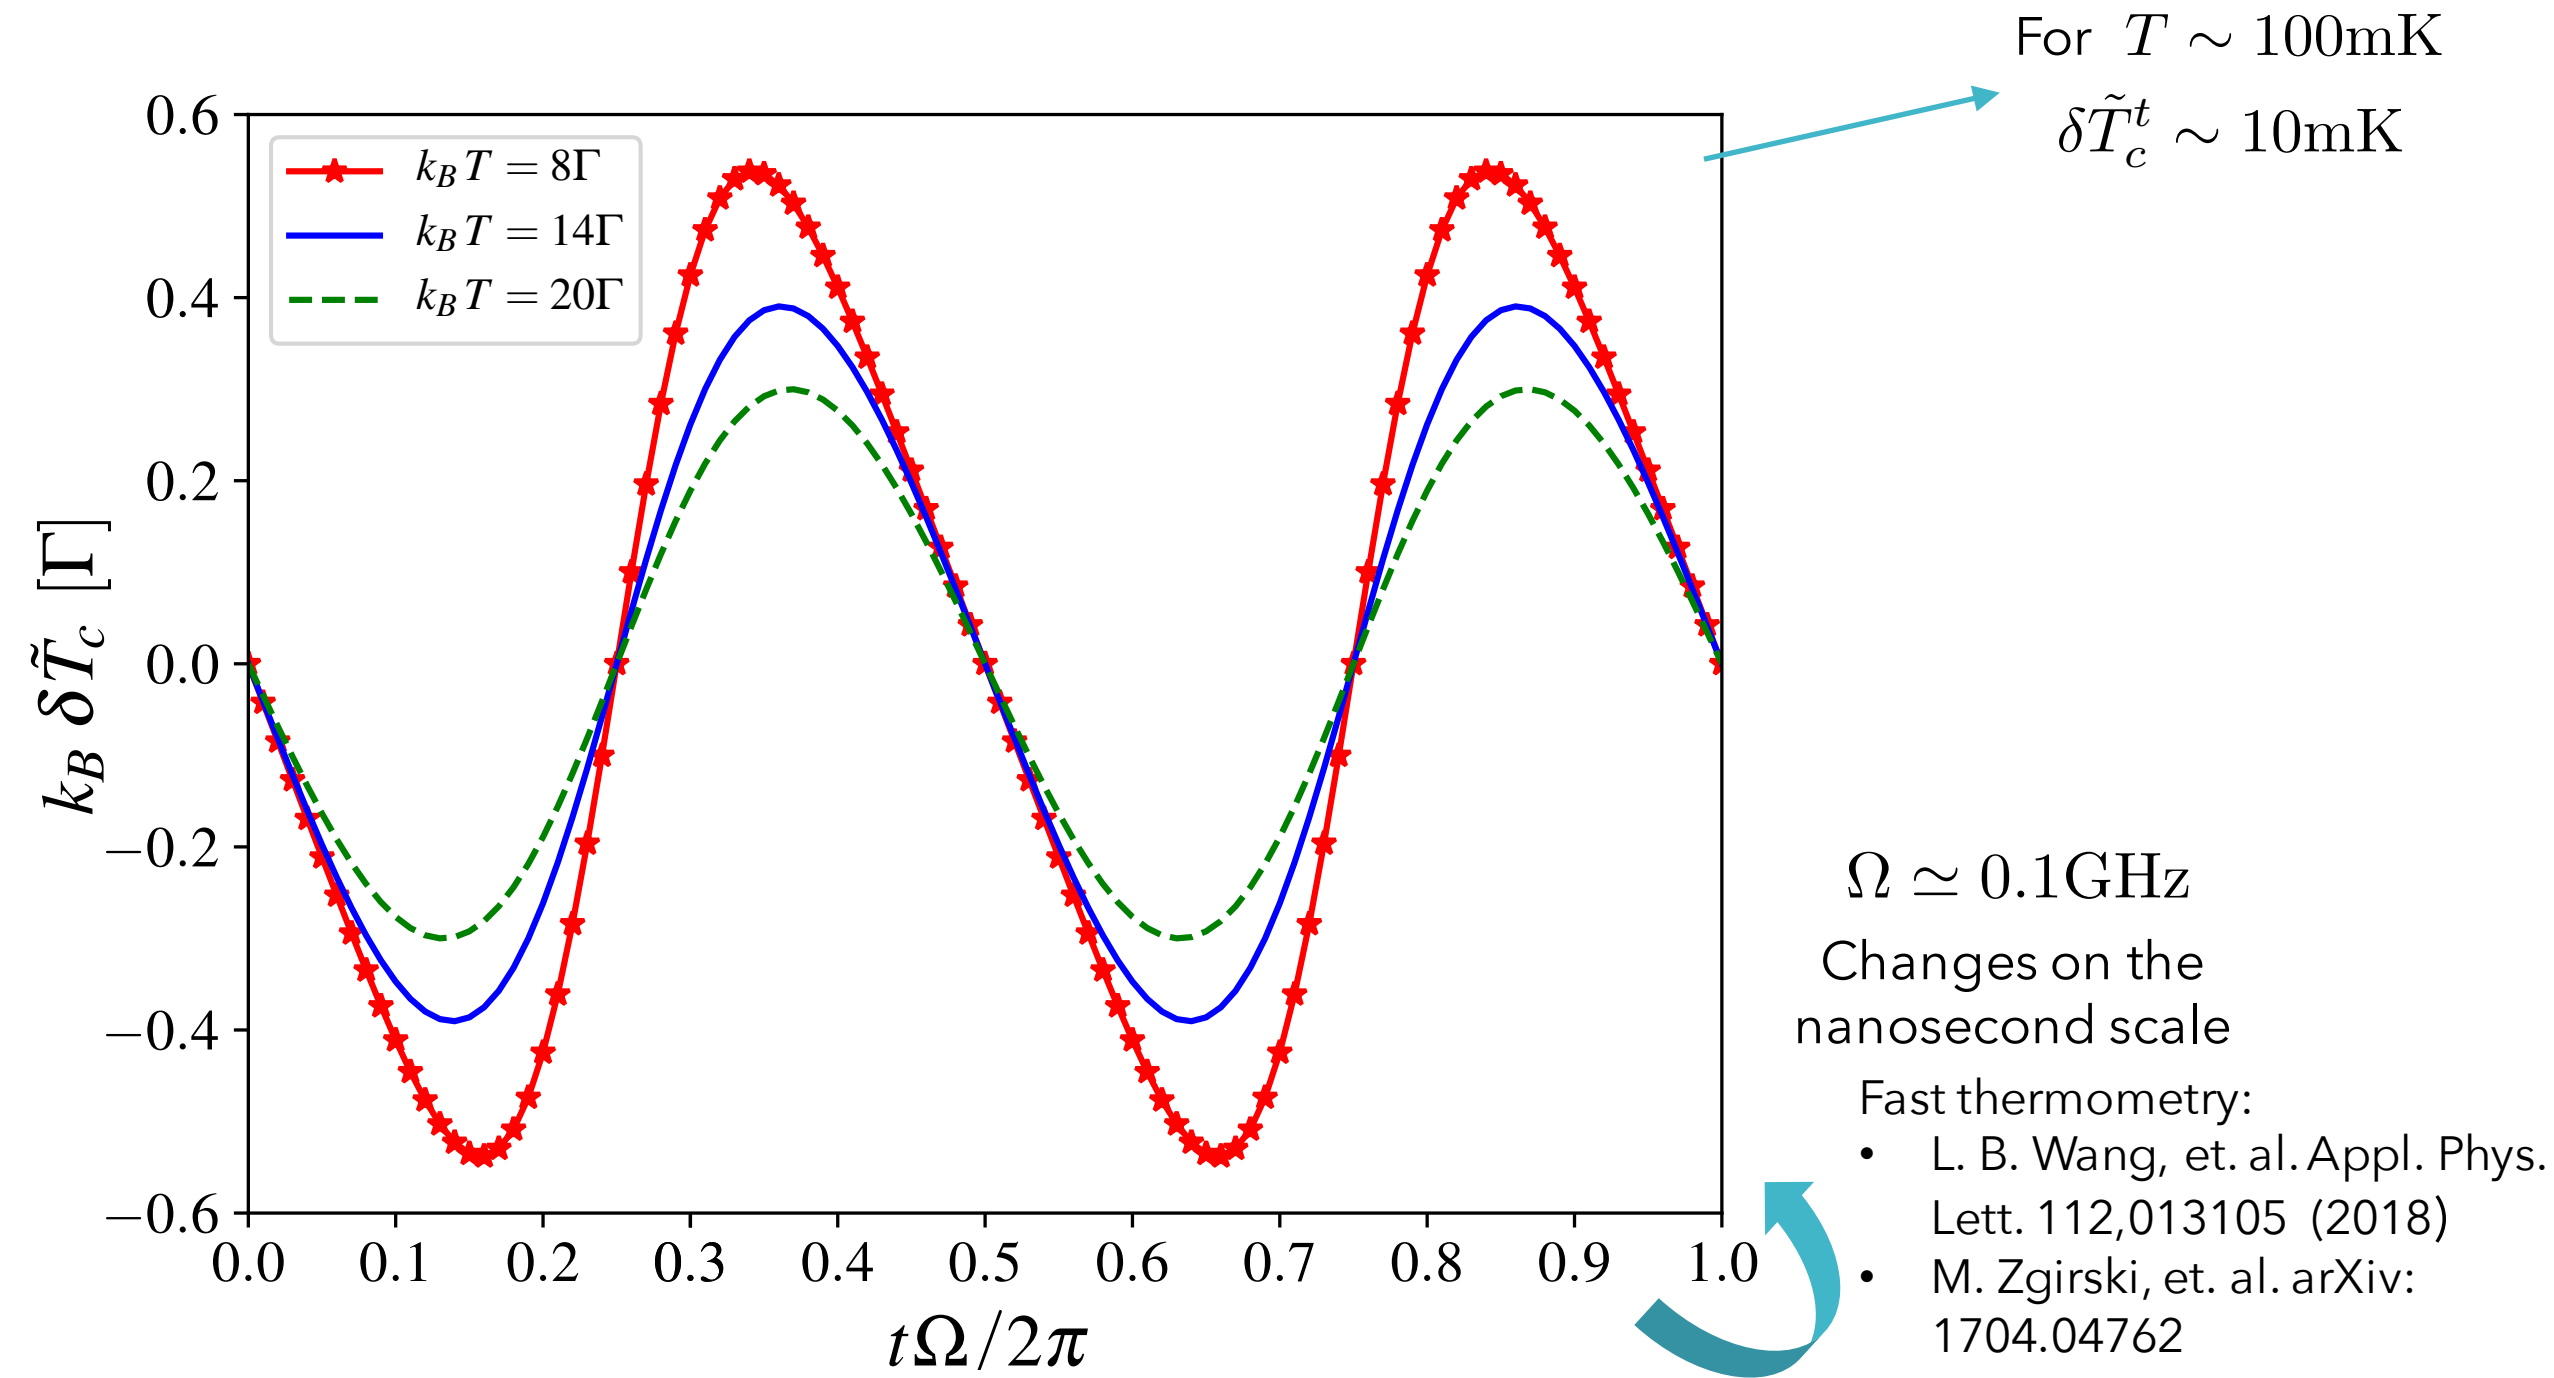 For T ∼ 100mK
δT̃_c^t ∼ 10mK
0.6
0.4
0.2
0.0
−0.2
−0.4
−0.6
k_B T = 8Γ
k_B T = 14Γ
k_B T = 20Γ
k_B δT̃_c [Γ]
0.0 0.1 0.2 0.3 0.4 0.5 0.6 0.7 0.8 0.9 1.0
tΩ/2π
Ω ≃ 0.1GHz
Changes on the
nanosecond scale
Fast thermometry:
• L. B. Wang, et. al. Appl. Phys.
Lett. 112,013105 (2018)
• M. Zgirski, et. al. arXiv:
1704.04762